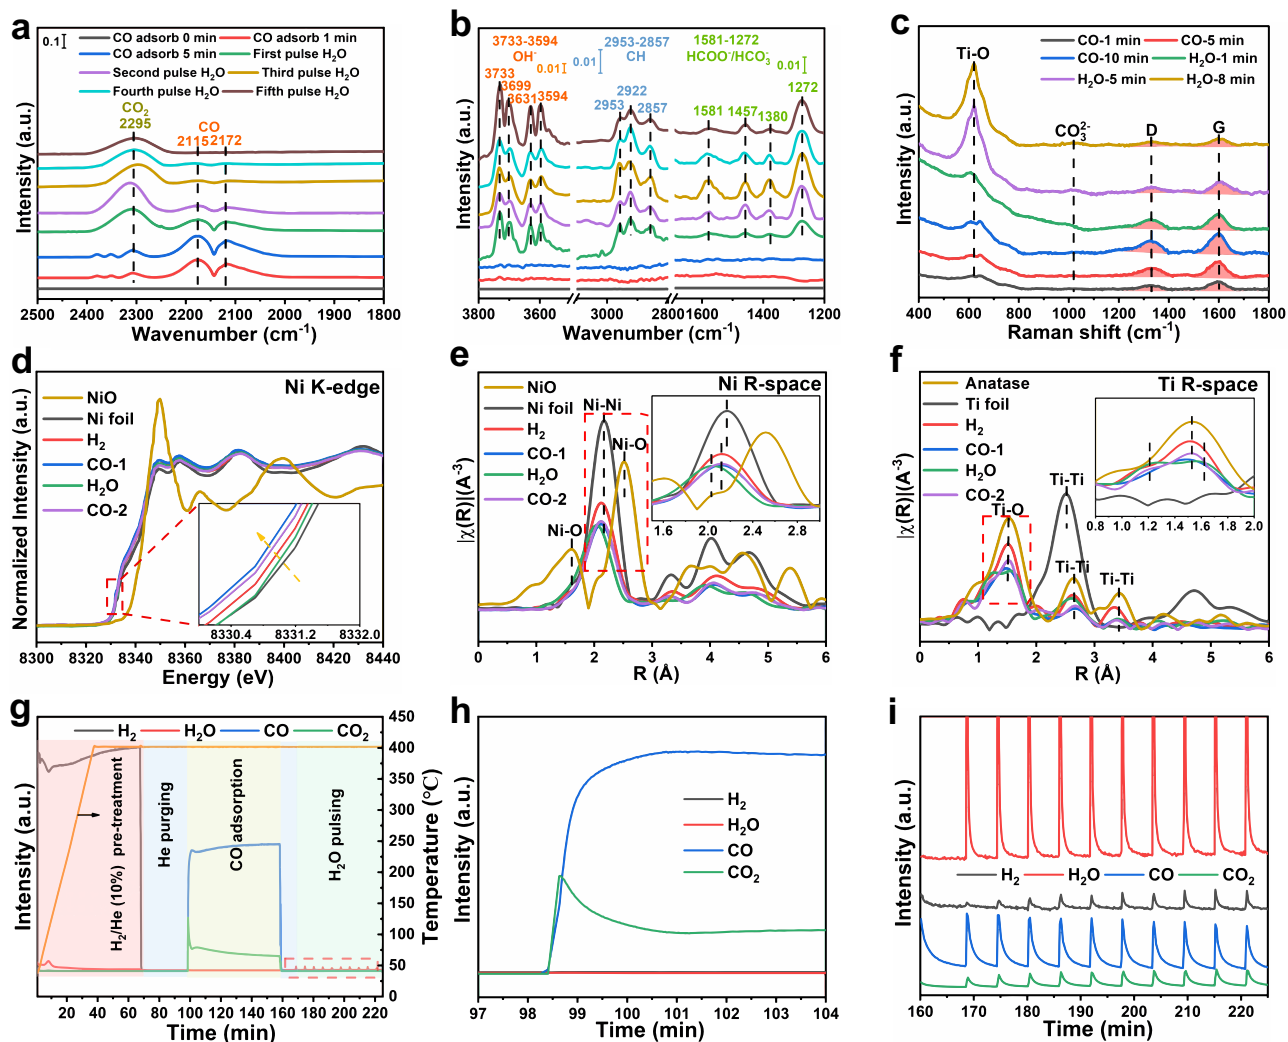 a
0.1
CO adsorb 0 min
CO adsorb 1 min
CO adsorb 5 min
First pulse H₂O
Second pulse H₂O
Third pulse H₂O
Fourth pulse H₂O
Fifth pulse H₂O
CO₂
2295
CO
2115 2172
Intensity (a.u.)
2500 2400 2300 2200 2100 2000 1900 1800
Wavenumber (cm⁻¹)
b
3733-3594
OH⁻
0.01
2953-2857
CH
0.01
1581-1272
HCOO⁻/HCO₃⁻
0.01
3733
3699
3631 3594
2953
2922
2857
1581 1457 1380
1272
Intensity (a.u.)
3800 3700 3600 3000 2800 1600 1500 1400 1300 1200
Wavenumber (cm⁻¹)
c
CO-1 min
CO-5 min
CO-10 min
H₂O-1 min
H₂O-5 min
H₂O-8 min
Ti-O
CO₃²⁻
D
G
Intensity (a.u.)
400 600 800 1000 1200 1400 1600 1800
Raman shift (cm⁻¹)
d
Ni K-edge
NiO
Ni foil
H₂
CO-1
H₂O
CO-2
8330.4 8331.2 8332.0
Normalized Intensity (a.u.)
8300 8320 8340 8360 8380 8400 8420 8440
Energy (eV)
e
Ni R-space
NiO
Ni foil
H₂
CO-1
H₂O
CO-2
Ni-Ni
Ni-O
Ni-O
1.6 2.0 2.4 2.8
|χ(R)|(Å⁻³)
0 1 2 3 4 5 6
R (Å)
f
Ti R-space
Anatase
Ti foil
H₂
CO-1
H₂O
CO-2
Ti-Ti
Ti-O
Ti-Ti
Ti-Ti
0.8 1.0 1.2 1.4 1.6 1.8 2.0
|χ(R)|(Å⁻³)
0 1 2 3 4 5 6
R (Å)
g
H₂
H₂O
CO
CO₂
H₂/He (10%) pre-treatment
He purging
CO adsorption
H₂O pulsing
Intensity (a.u.)
20 40 60 80 100 120 140 160 180 200 220
Time (min)
450
400
350
300
250
200
150
100
50
0
Temperature (℃)
h
H₂
H₂O
CO
CO₂
Intensity (a.u.)
97 98 99 100 101 102 103 104
Time (min)
i
H₂
H₂O
CO
CO₂
Intensity (a.u.)
160 170 180 190 200 210 220
Time (min)